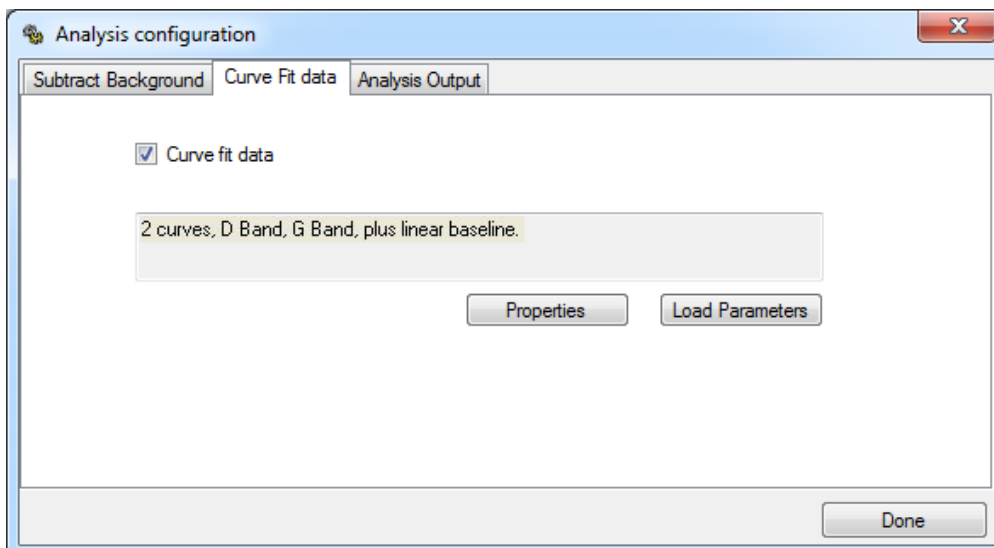 Analysis configuration
Subtract Background Curve Fit data Analysis Output
Curve fit data
2 curves, D Band, G Band, plus linear baseline.
Properties Load Parameters
Done